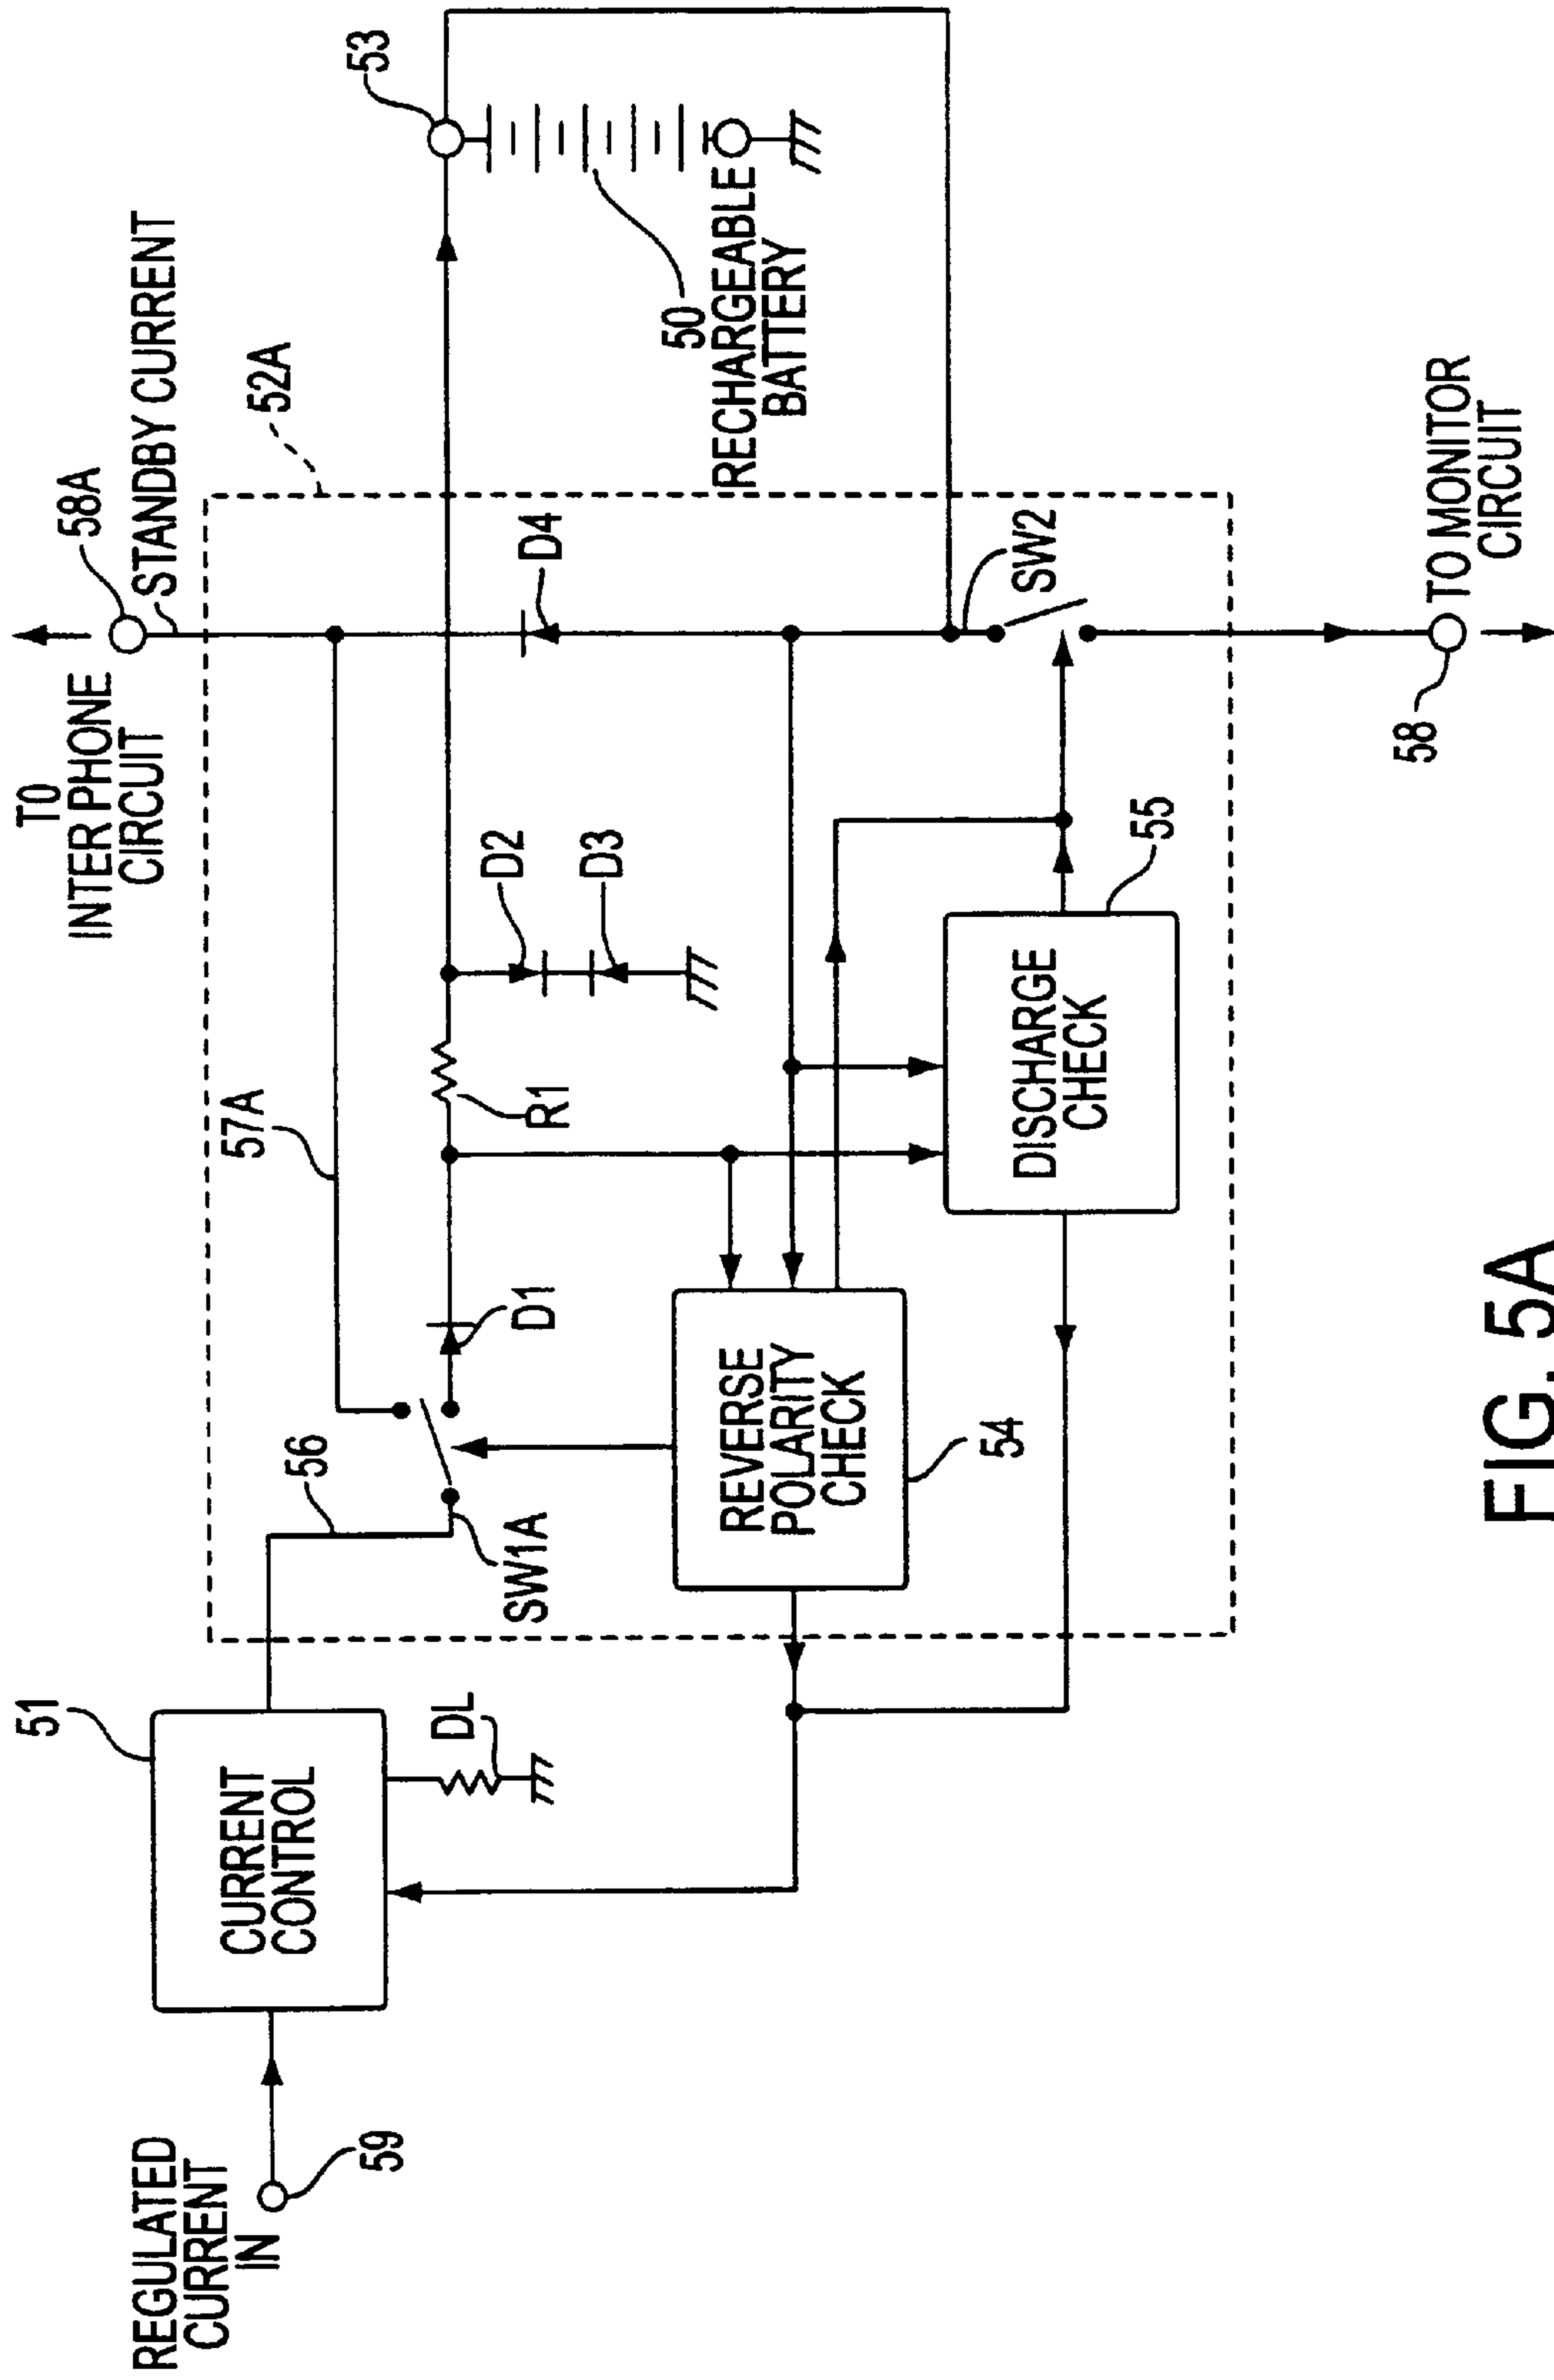 TO
INTER PHONE
CIRCUIT
58A
STANDBY CURRENT
52A
53
50
RECHARGEABLE
BATTERY
57A
D4
D2
D3
R1
D1
56
SW1A
SW2
51
CURRENT
CONTROL
DL
REGULATED
CURRENT
IN
59
REVERSE
POLARITY
CHECK
54
DISCHARGE
CHECK
55
58
TO MONITOR
CIRCUIT
FIG. 5A